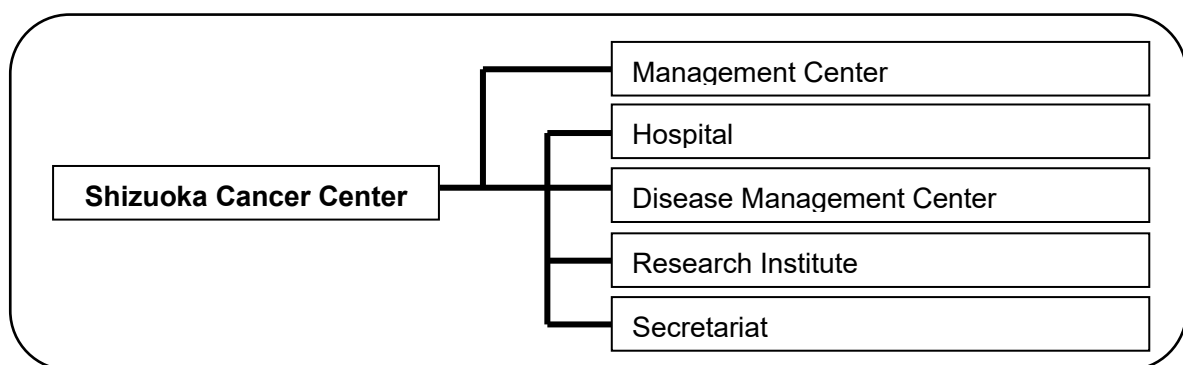 Management Center
Hospital
Shizuoka Cancer Center
Disease Management Center
Research Institute
Secretariat